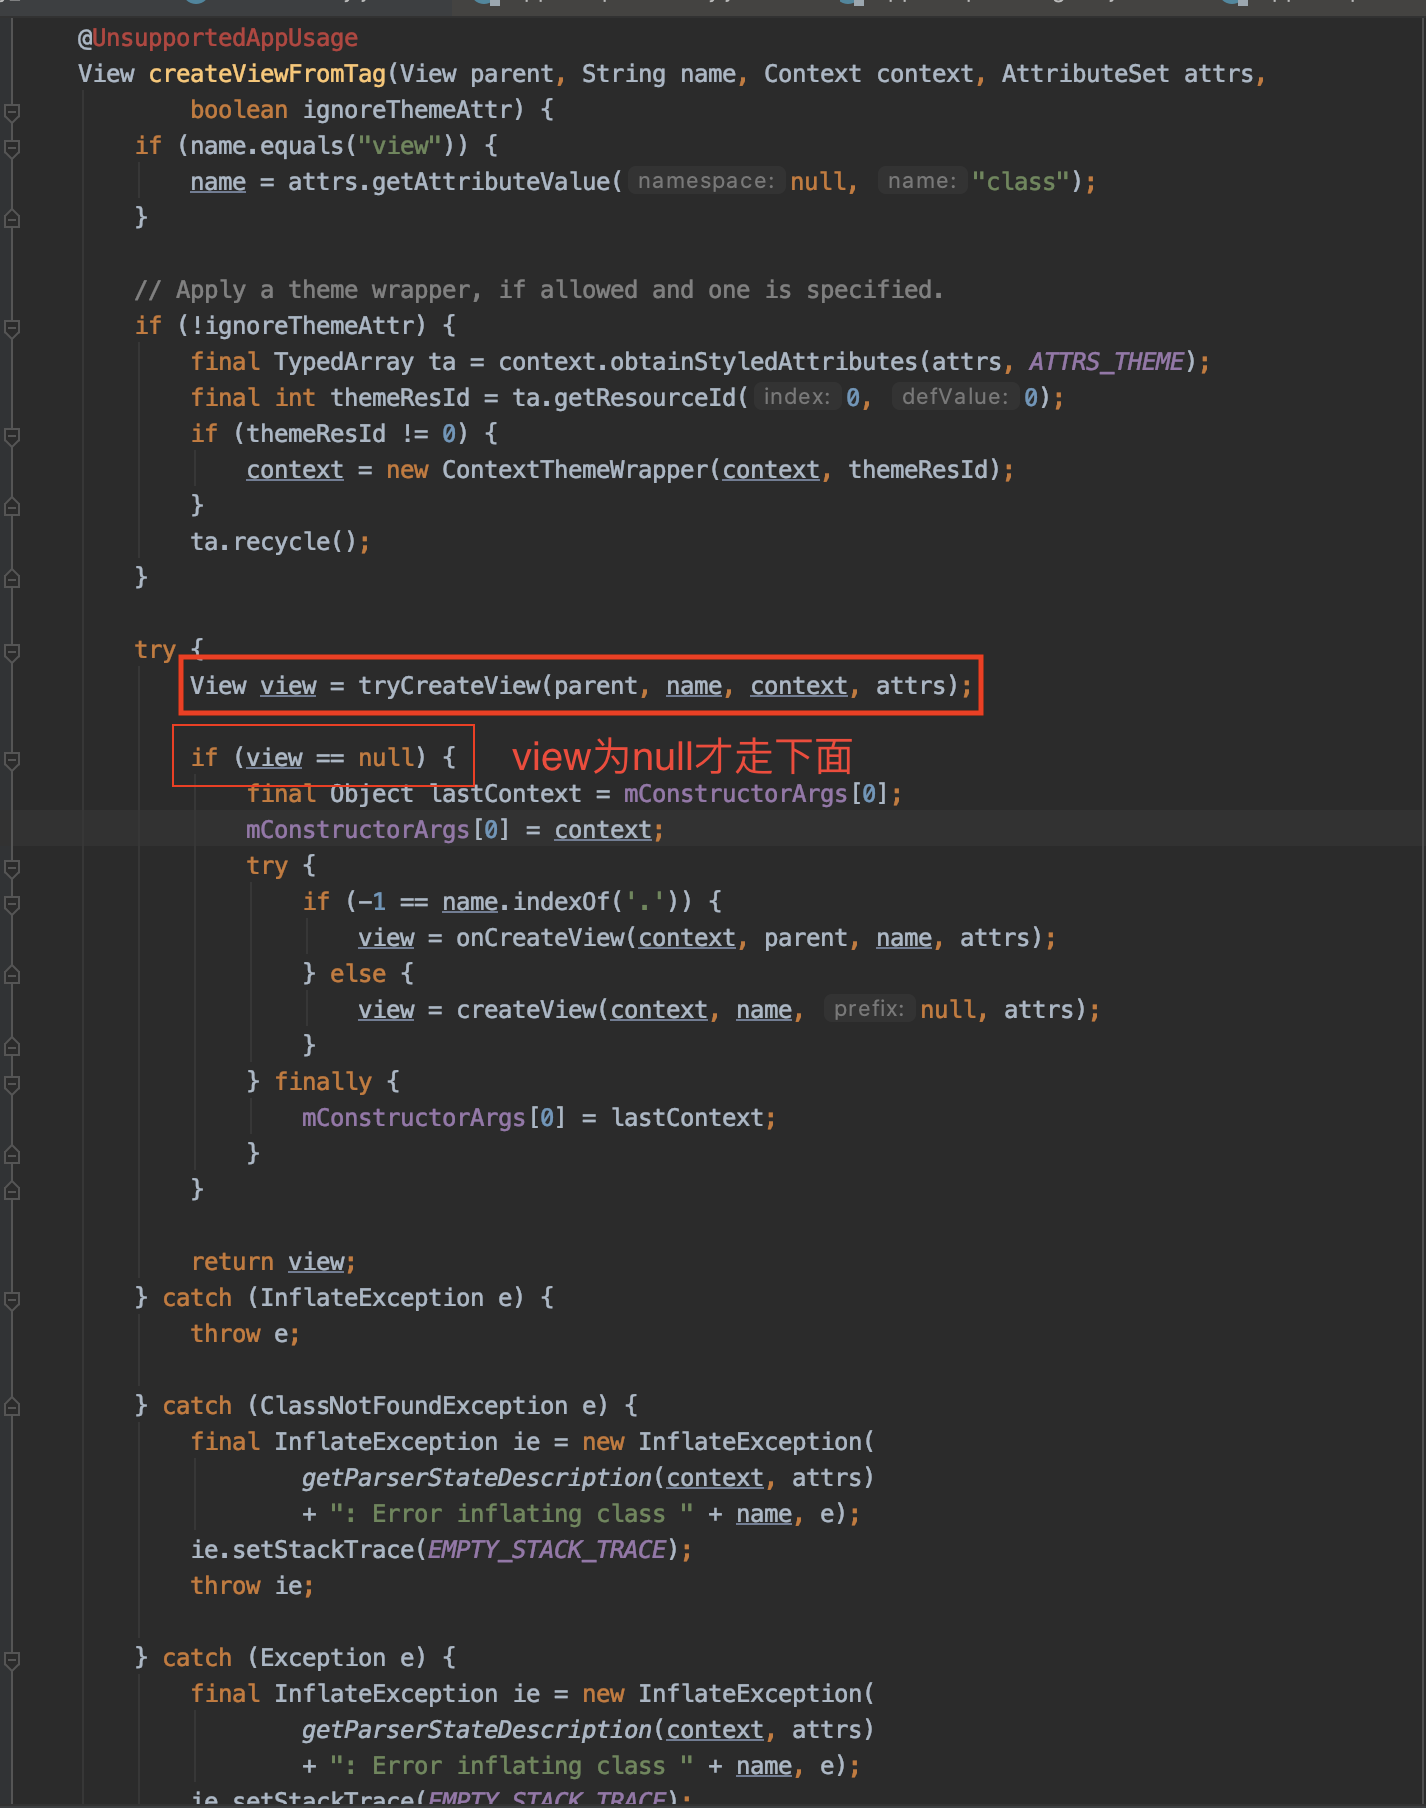 @UnsupportedAppUsage
View createViewFromTag(View parent, String name, Context context, AttributeSet attrs,
boolean ignoreThemeAttr) {
if (name.equals("view")) {
name = attrs.getAttributeValue( namespace: null, name: "class");
}
// Apply a theme wrapper, if allowed and one is specified.
if (!ignoreThemeAttr) {
final TypedArray ta = context.obtainStyledAttributes(attrs, ATTRS_THEME);
final int themeResId = ta.getResourceId( index: 0, defValue: 0);
if (themeResId != 0) {
context = new ContextThemeWrapper(context, themeResId);
}
ta.recycle();
}
try {
View view = tryCreateView(parent, name, context, attrs);
if (view == null) { view为null才走下面
final Object lastContext = mConstructorArgs[0];
mConstructorArgs[0] = context;
try {
if (-1 == name.indexOf('.')) {
view = onCreateView(context, parent, name, attrs);
} else {
view = createView(context, name, prefix: null, attrs);
}
} finally {
mConstructorArgs[0] = lastContext;
}
}
return view;
} catch (InflateException e) {
throw e;
} catch (ClassNotFoundException e) {
final InflateException ie = new InflateException(
getParserStateDescription(context, attrs)
+ ": Error inflating class " + name, e);
ie.setStackTrace(EMPTY_STACK_TRACE);
throw ie;
} catch (Exception e) {
final InflateException ie = new InflateException(
getParserStateDescription(context, attrs)
+ ": Error inflating class " + name, e);
ie.setStackTrace(EMPTY_STACK_TRACE);